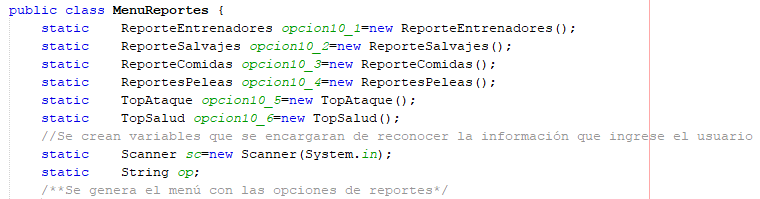 public class MenuReportes {
static ReporteEntrenadores opcion10_1=new ReporteEntrenadores();
static ReporteSalvajes opcion10_2=new ReporteSalvajes();
static ReporteComidas opcion10_3=new ReporteComidas();
static ReportesPeleas opcion10_4=new ReportesPeleas();
static TopAtaque opcion10_5=new TopAtaque();
static TopSalud opcion10_6=new TopSalud();
//Se crean variables que se encargaran de reconocer la información que ingrese el usuario
static Scanner sc=new Scanner(System.in);
static String op;
/**Se genera el menú con las opciones de reportes*/